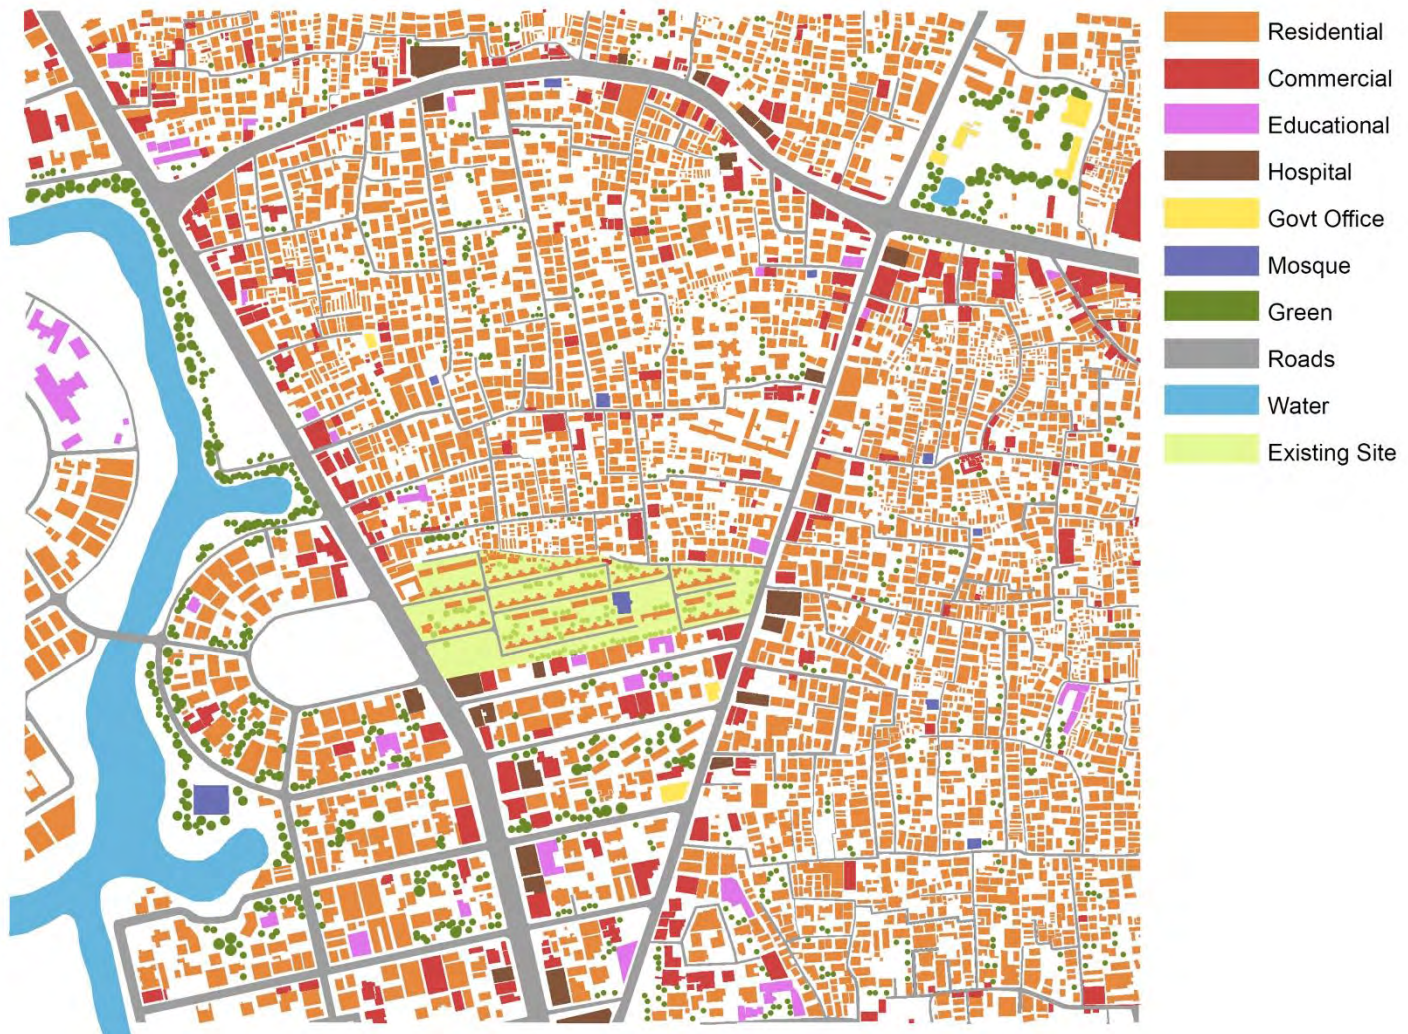 Residential
Commercial
Educational
Hospital
Govt Office
Mosque
Green
Roads
Water
Existing Site